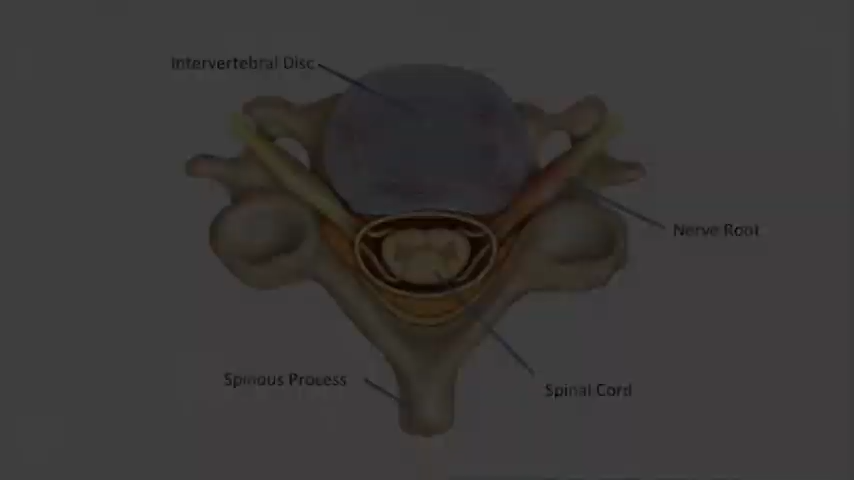 Intervertebral Disc
Nerve Root
Spinous Process
Spinal Cord